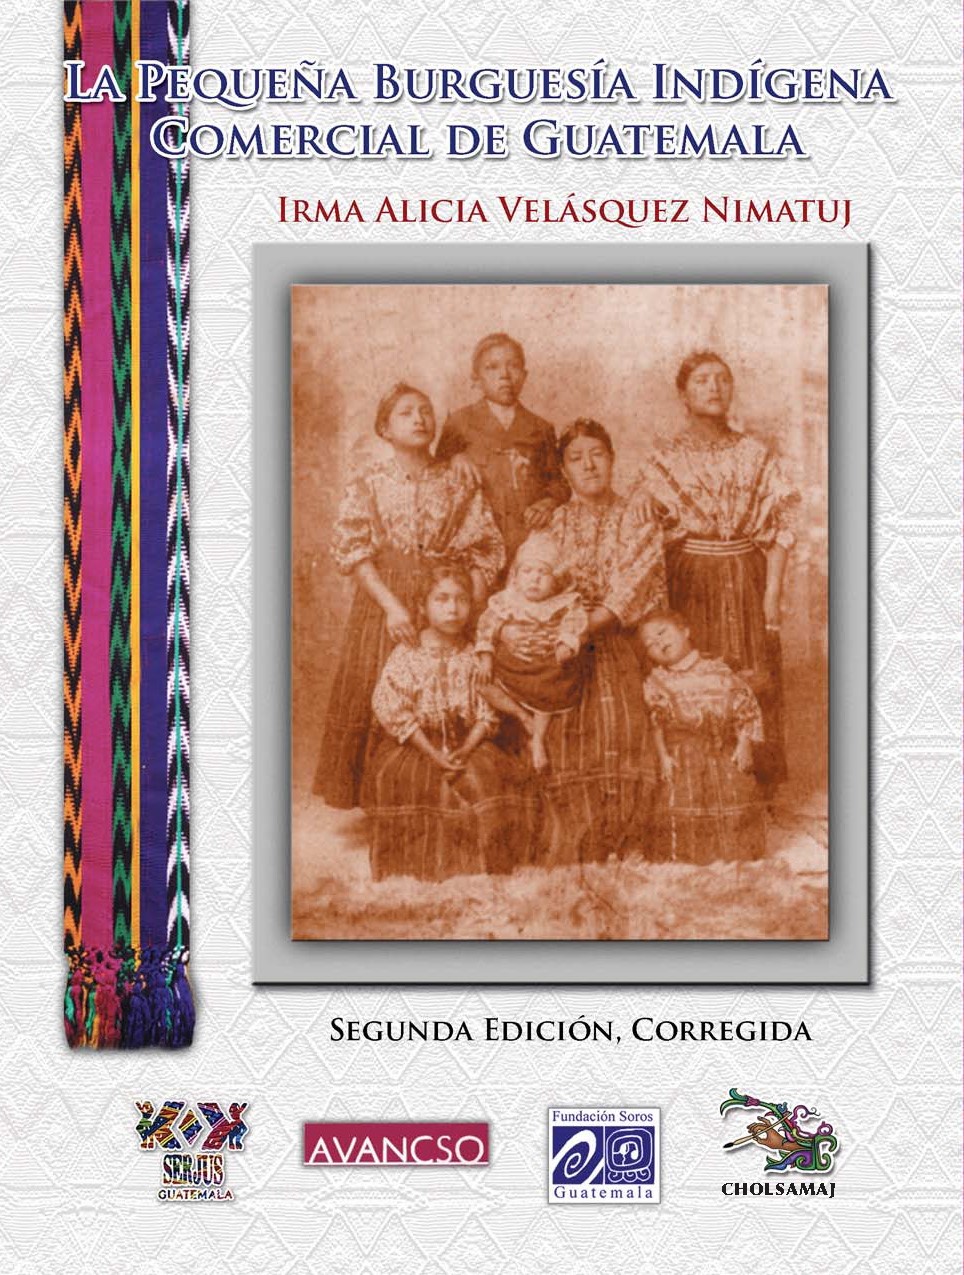 La Pequeña Burguesía Indígena
Comercial de Guatemala
Irma Alicia Velásquez Nimatuj
Segunda Edición, Corregida
KIX
SERJUS
GUATEMALA
AVANCSO
Fundación Soros
Guatemala
CHOLSAMAJ